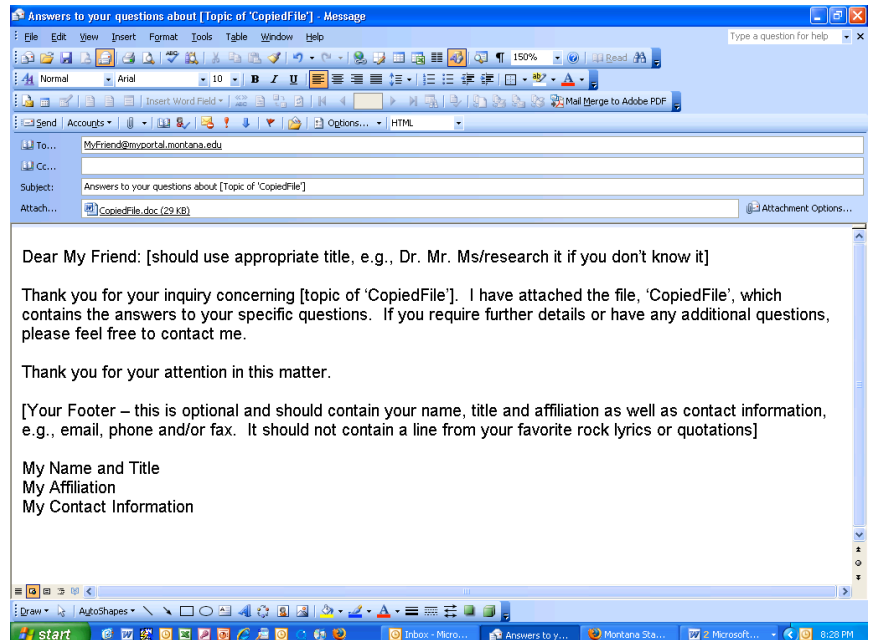 Answers to your questions about [Topic of 'CopiedFile'] - Message
File Edit View Insert Format Tools Table Window Help Type a question for help
150% Read
Normal Arial 10 B I U
Insert Word Field Mail Merge to Adobe PDF
Send Accounts Options... HTML
To... MyFriend@myportal.montana.edu
Cc...
Subject: Answers to your questions about [Topic of 'CopiedFile']
Attach... CopiedFile.doc (29 KB) Attachment Options...
Dear My Friend: [should use appropriate title, e.g., Dr. Mr. Ms/research it if you don't know it]
Thank you for your inquiry concerning [topic of 'CopiedFile'].  I have attached the file, 'CopiedFile', which
contains the answers to your specific questions.  If you require further details or have any additional questions,
please feel free to contact me.
Thank you for your attention in this matter.
[Your Footer – this is optional and should contain your name, title and affiliation as well as contact information,
e.g., email, phone and/or fax.  It should not contain a line from your favorite rock lyrics or quotations]
My Name and Title
My Affiliation
My Contact Information
Draw AutoShapes
start Inbox - Micro... Answers to y... Montana Sta... 2 Microsoft... 8:28 PM